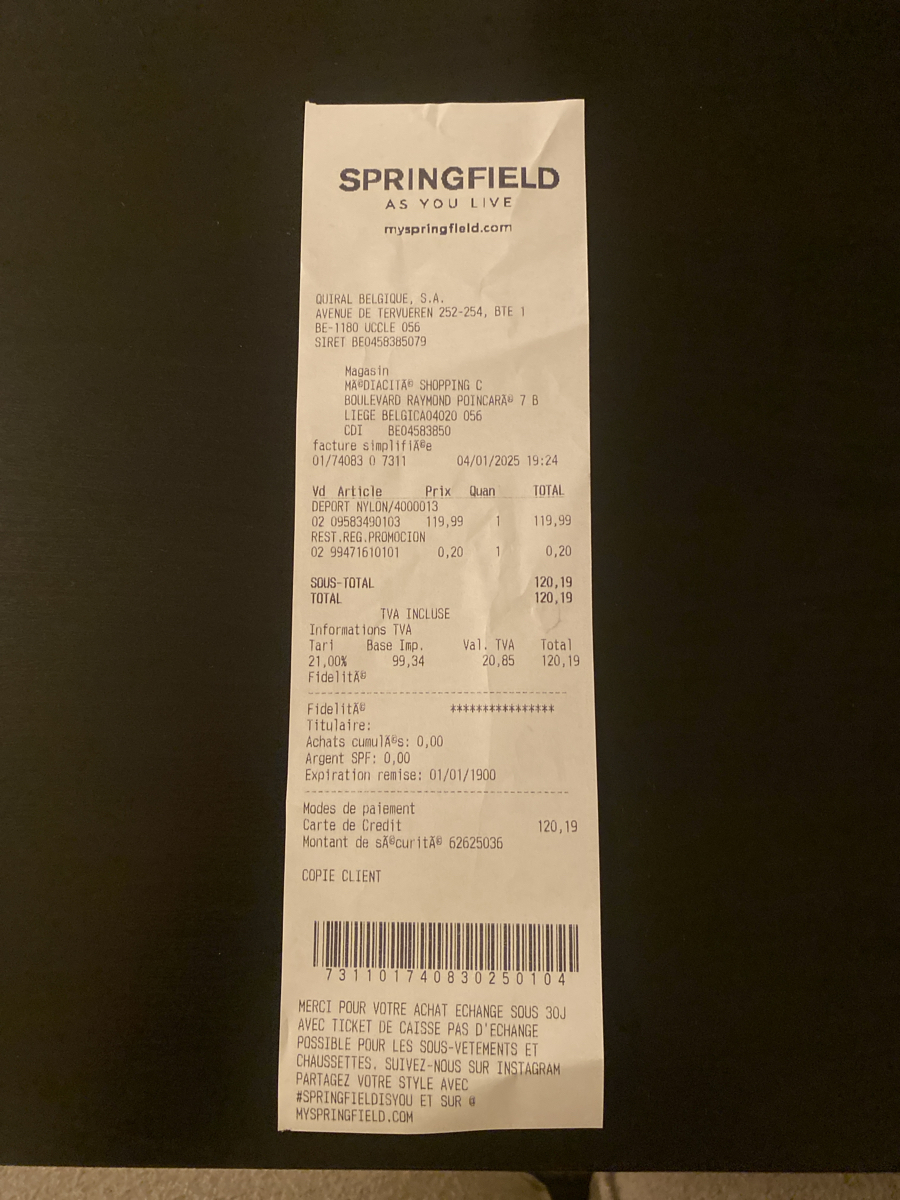 SPRINGFIELD
AS YOU LIVE
myspringfield.com
QUIRAL BELGIQUE, S.A.
AVENUE DE TERVUEREN 252-254, BTE 1
BE-1180 UCCLE 056
SIRET BE0458385079
Magasin
MÃ©DIACITÃ© SHOPPING C
BOULEVARD RAYMOND POINCARÃ© 7 B
LIEGE BELGICA04020 056
CDI BE04583850
facture simplifiÃ©e
01/74083 0 7311 04/01/2025 19:24
Vd Article Prix Quan TOTAL
DEPORT NYLON/4000013
02 09583490103 119,99 1 119,99
REST.REG.PROMOCION
02 99471610101 0,20 1 0,20
SOUS-TOTAL 120,19
TOTAL 120,19
TVA INCLUSE
Informations TVA
Tari Base Imp. Val. TVA Total
21,00% 99,34 20,85 120,19
FidelitÃ©
FidelitÃ© ****************
Titulaire:
Achats cumulÃ©s: 0,00
Argent SPF: 0,00
Expiration remise: 01/01/1900
Modes de paiement
Carte de Credit 120,19
Montant de sÃ©curitÃ© 62625036
COPIE CLIENT
731101740830250104
MERCI POUR VOTRE ACHAT ECHANGE SOUS 30J
AVEC TICKET DE CAISSE PAS D'ECHANGE
POSSIBLE POUR LES SOUS-VETEMENTS ET
CHAUSSETTES. SUIVEZ-NOUS SUR INSTAGRAM
PARTAGEZ VOTRE STYLE AVEC
#SPRINGFIELDISYOU ET SUR @
MYSPRINGFIELD.COM